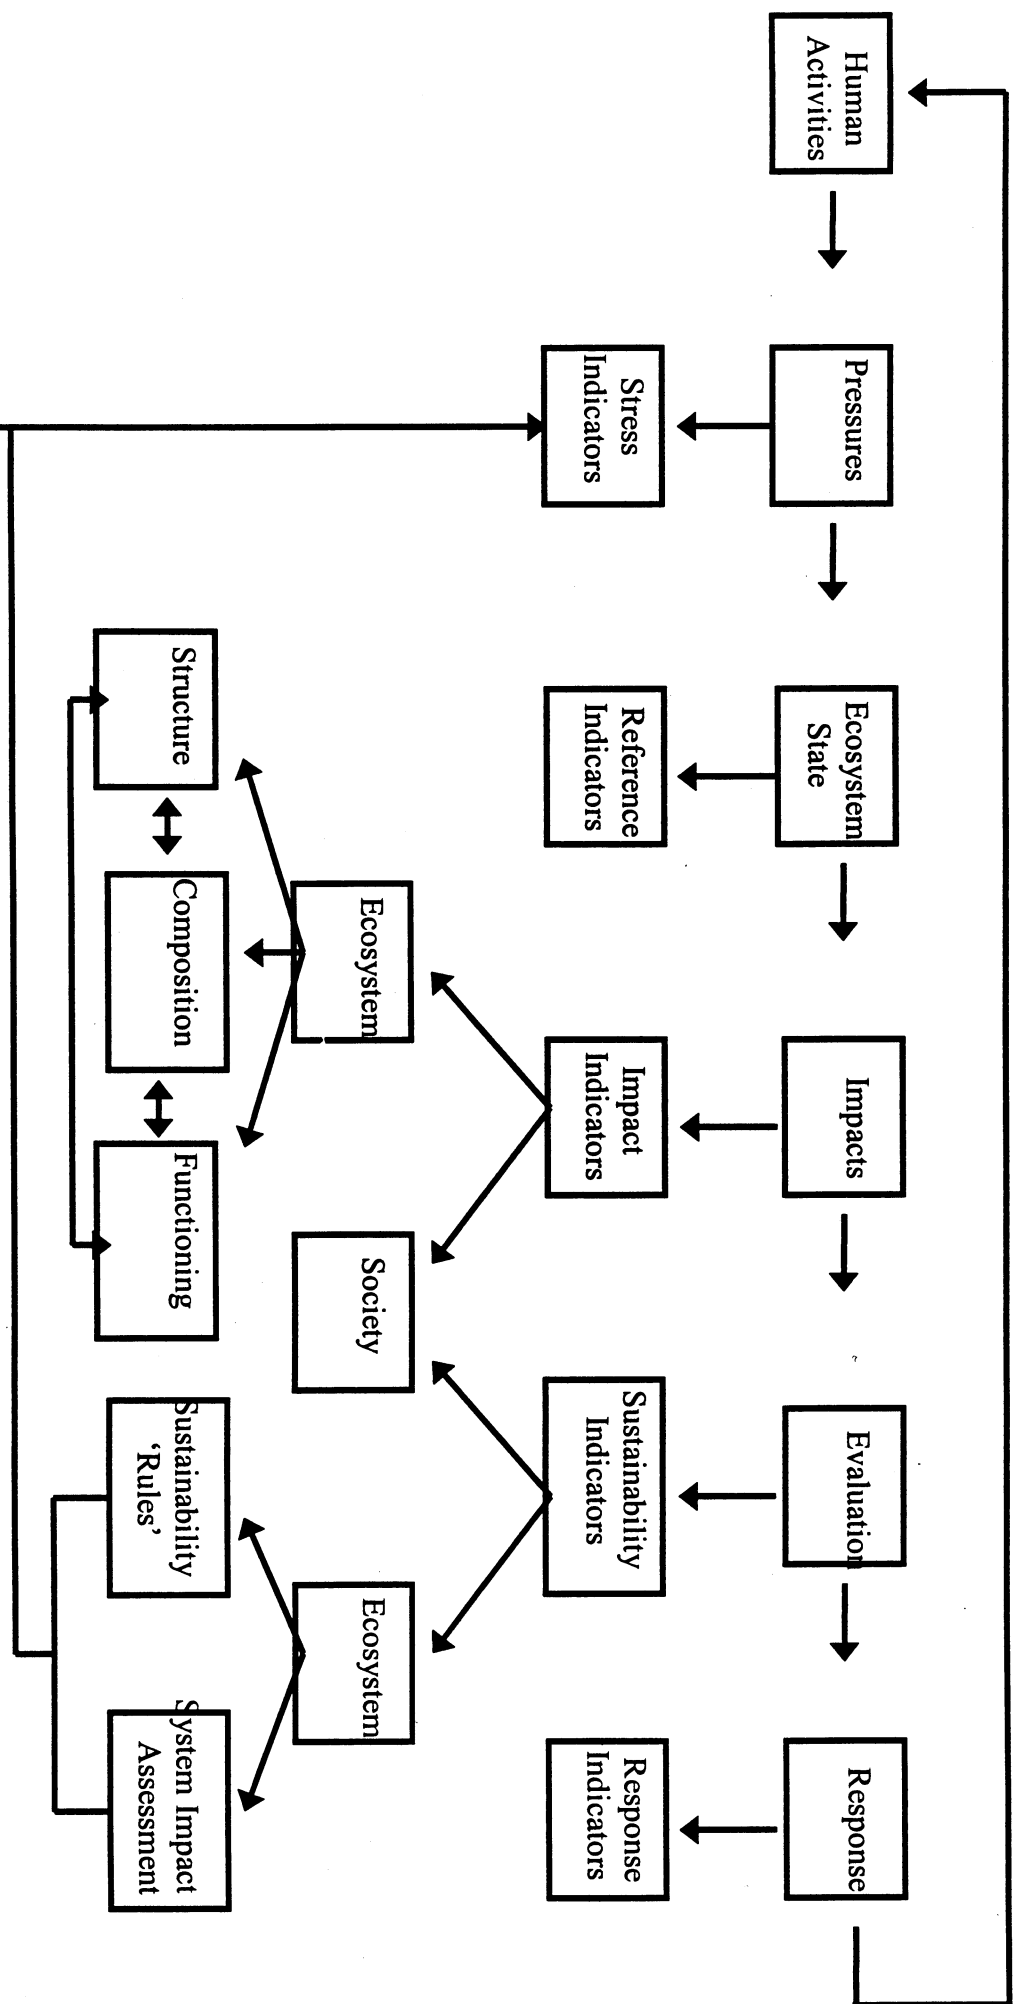 Human
Activities
Pressures
Ecosystem
State
Impacts
Evaluation
Response
Stress
Indicators
Reference
Indicators
Impact
Indicators
Sustainability
Indicators
Response
Indicators
Ecosystem
Society
Ecosystem
Structure
Composition
Functioning
Sustainability
‘Rules’
System Impact
Assessment